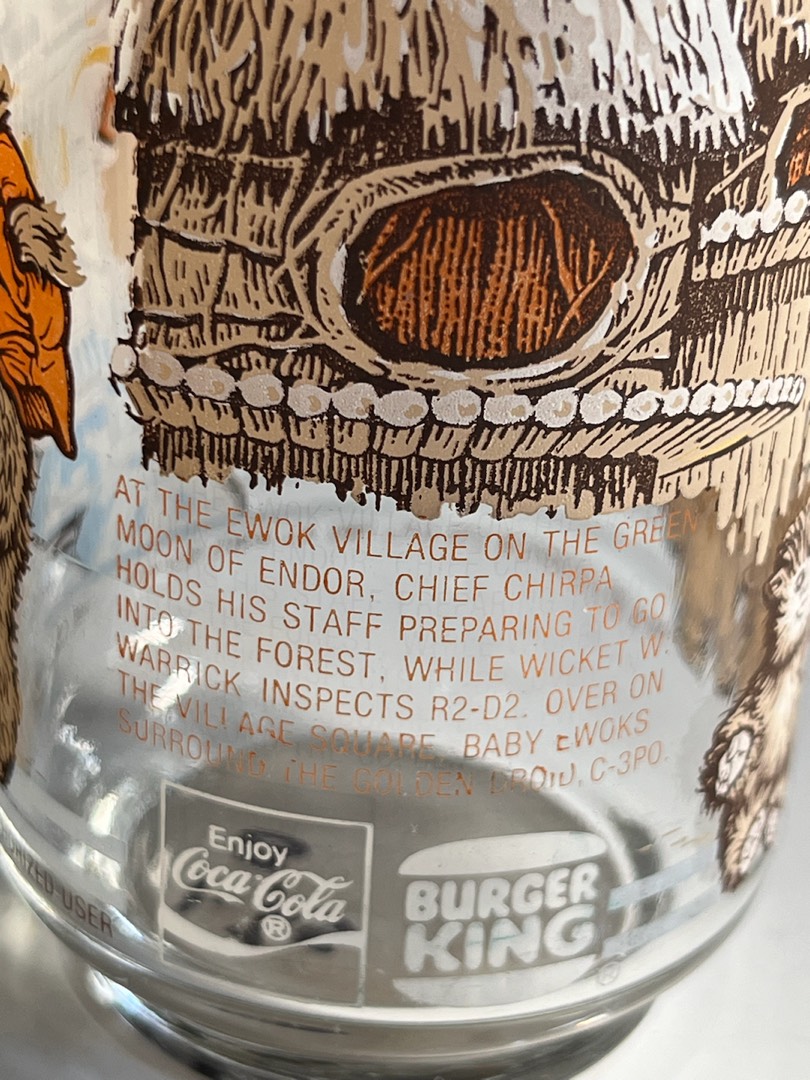 AT THE EWOK VILLAGE ON THE GREEN
MOON OF ENDOR, CHIEF CHIRPA
HOLDS HIS STAFF PREPARING TO GO
INTO THE FOREST, WHILE WICKET W.
WARRICK INSPECTS R2-D2. OVER ON
THE VILLAGE SQUARE, BABY EWOKS
SURROUND THE GOLDEN DROID, C-3PO.
Enjoy
Coca-Cola
®
BURGER
KING
®
USER